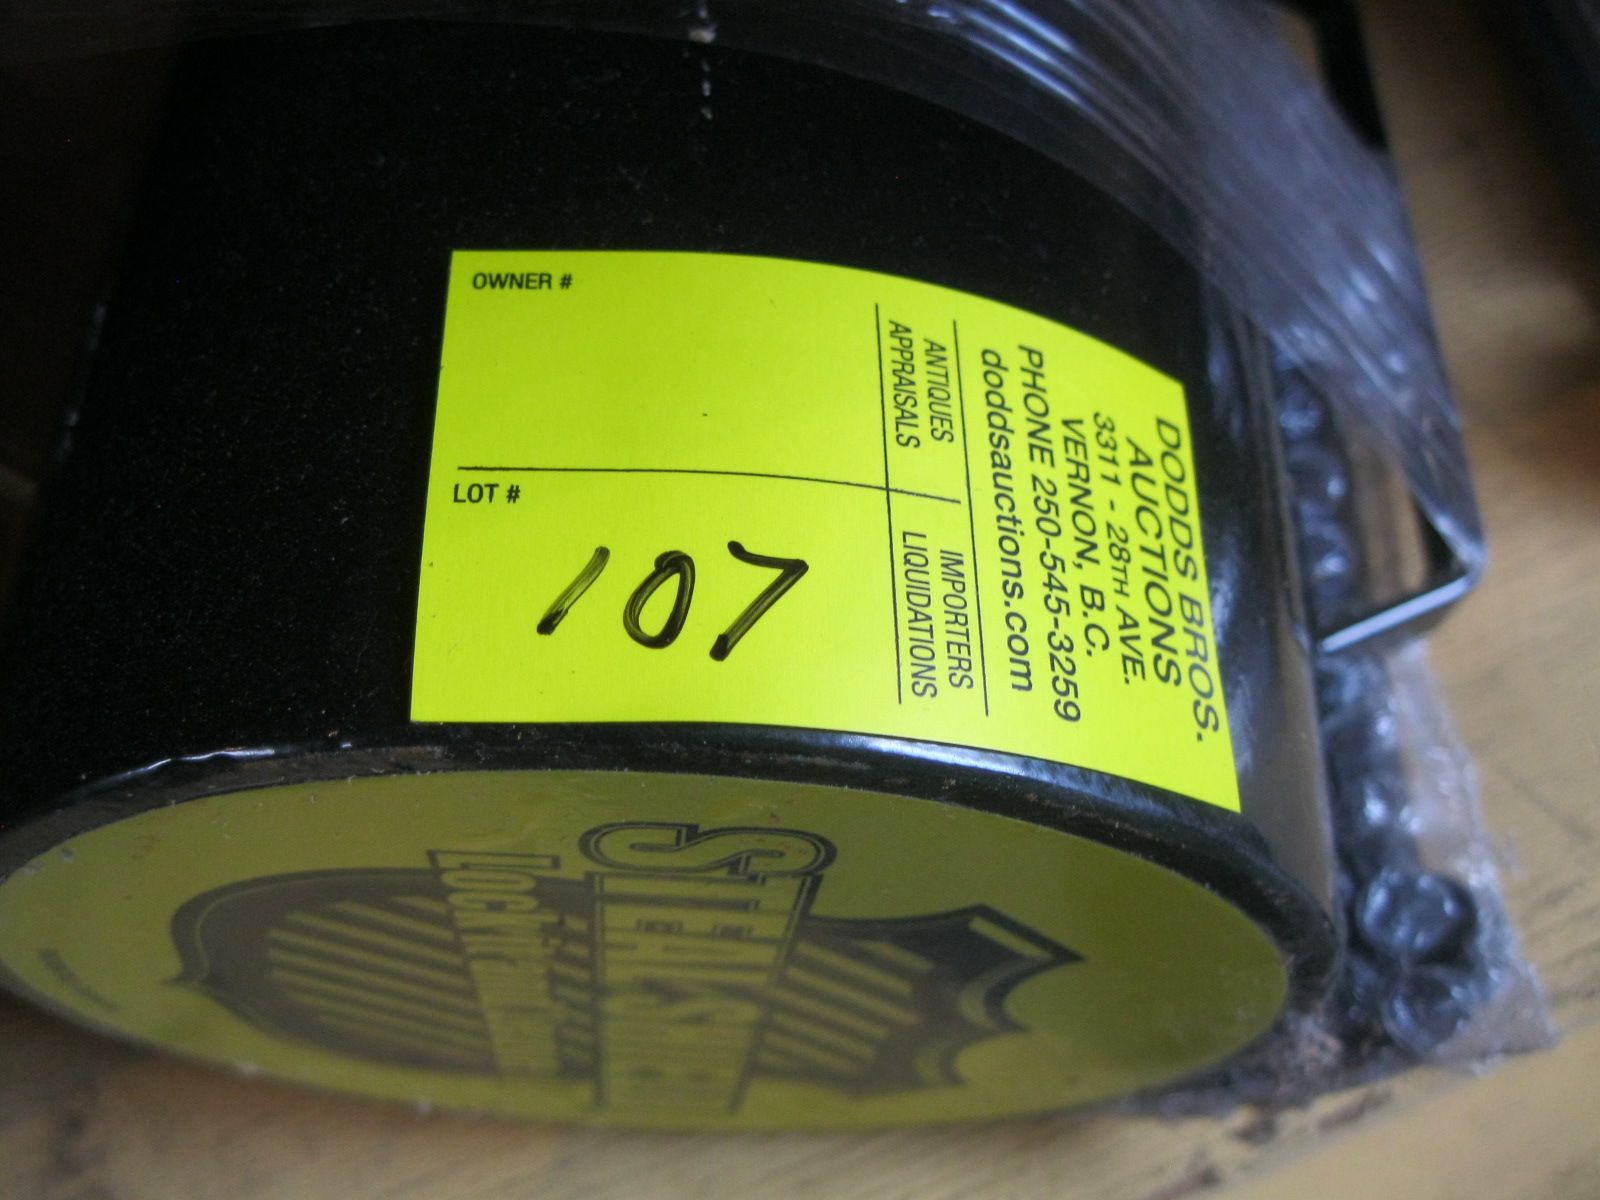 DODDS BROS.
AUCTIONS
3311 - 28TH AVE.
VERNON, B.C.
PHONE 250-545-3259
doddsauctions.com
ANTIQUES
APPRAISALS
IMPORTERS
LIQUIDATIONS
OWNER #
LOT #
107